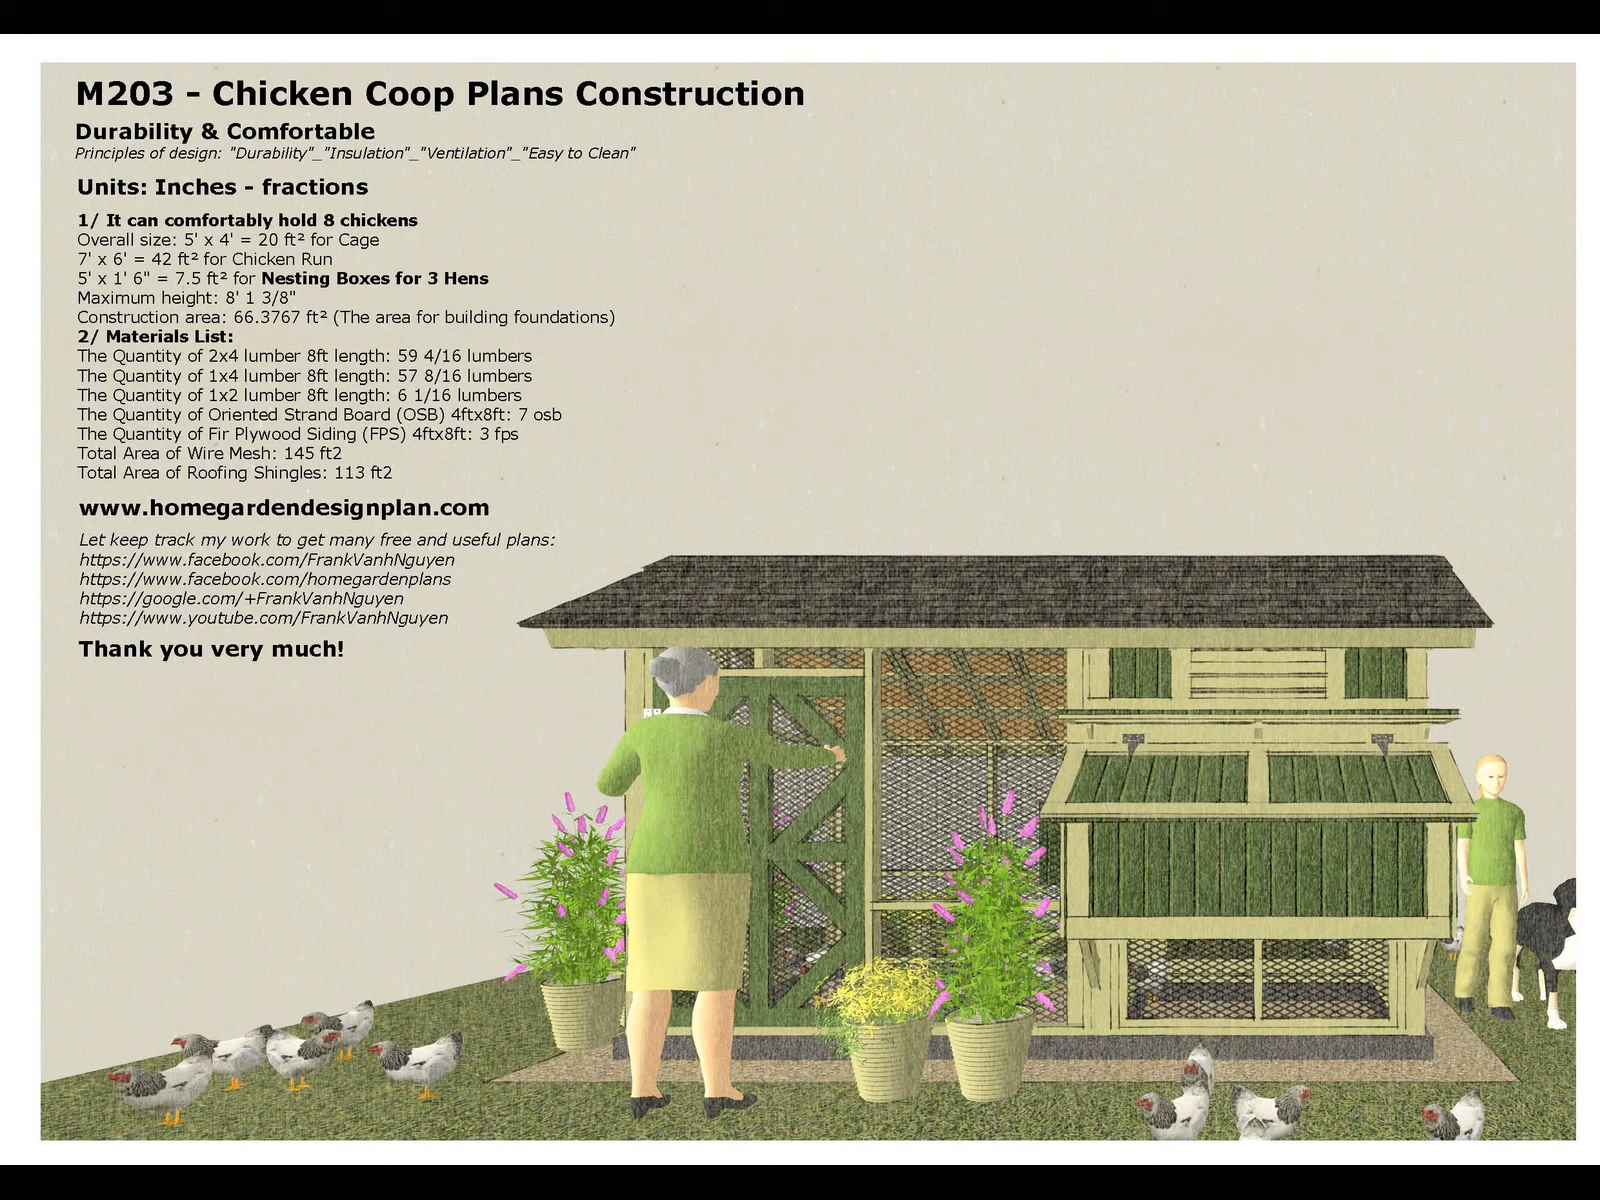 M203 - Chicken Coop Plans Construction
Durability & Comfortable
Principles of design: "Durability"_"Insulation"_"Ventilation"_"Easy to Clean"
Units: Inches - fractions
1/ It can comfortably hold 8 chickens
Overall size: 5' x 4' = 20 ft² for Cage
7' x 6' = 42 ft² for Chicken Run
5' x 1' 6" = 7.5 ft² for Nesting Boxes for 3 Hens
Maximum height: 8' 1 3/8"
Construction area: 66.3767 ft² (The area for building foundations)
2/ Materials List:
The Quantity of 2x4 lumber 8ft length: 59 4/16 lumbers
The Quantity of 1x4 lumber 8ft length: 57 8/16 lumbers
The Quantity of 1x2 lumber 8ft length: 6 1/16 lumbers
The Quantity of Oriented Strand Board (OSB) 4ftx8ft: 7 osb
The Quantity of Fir Plywood Siding (FPS) 4ftx8ft: 3 fps
Total Area of Wire Mesh: 145 ft2
Total Area of Roofing Shingles: 113 ft2
www.homegardendesignplan.com
Let keep track my work to get many free and useful plans:
https://www.facebook.com/FrankVanhNguyen
https://www.facebook.com/homegardenplans
https://google.com/+FrankVanhNguyen
https://www.youtube.com/FrankVanhNguyen
Thank you very much!